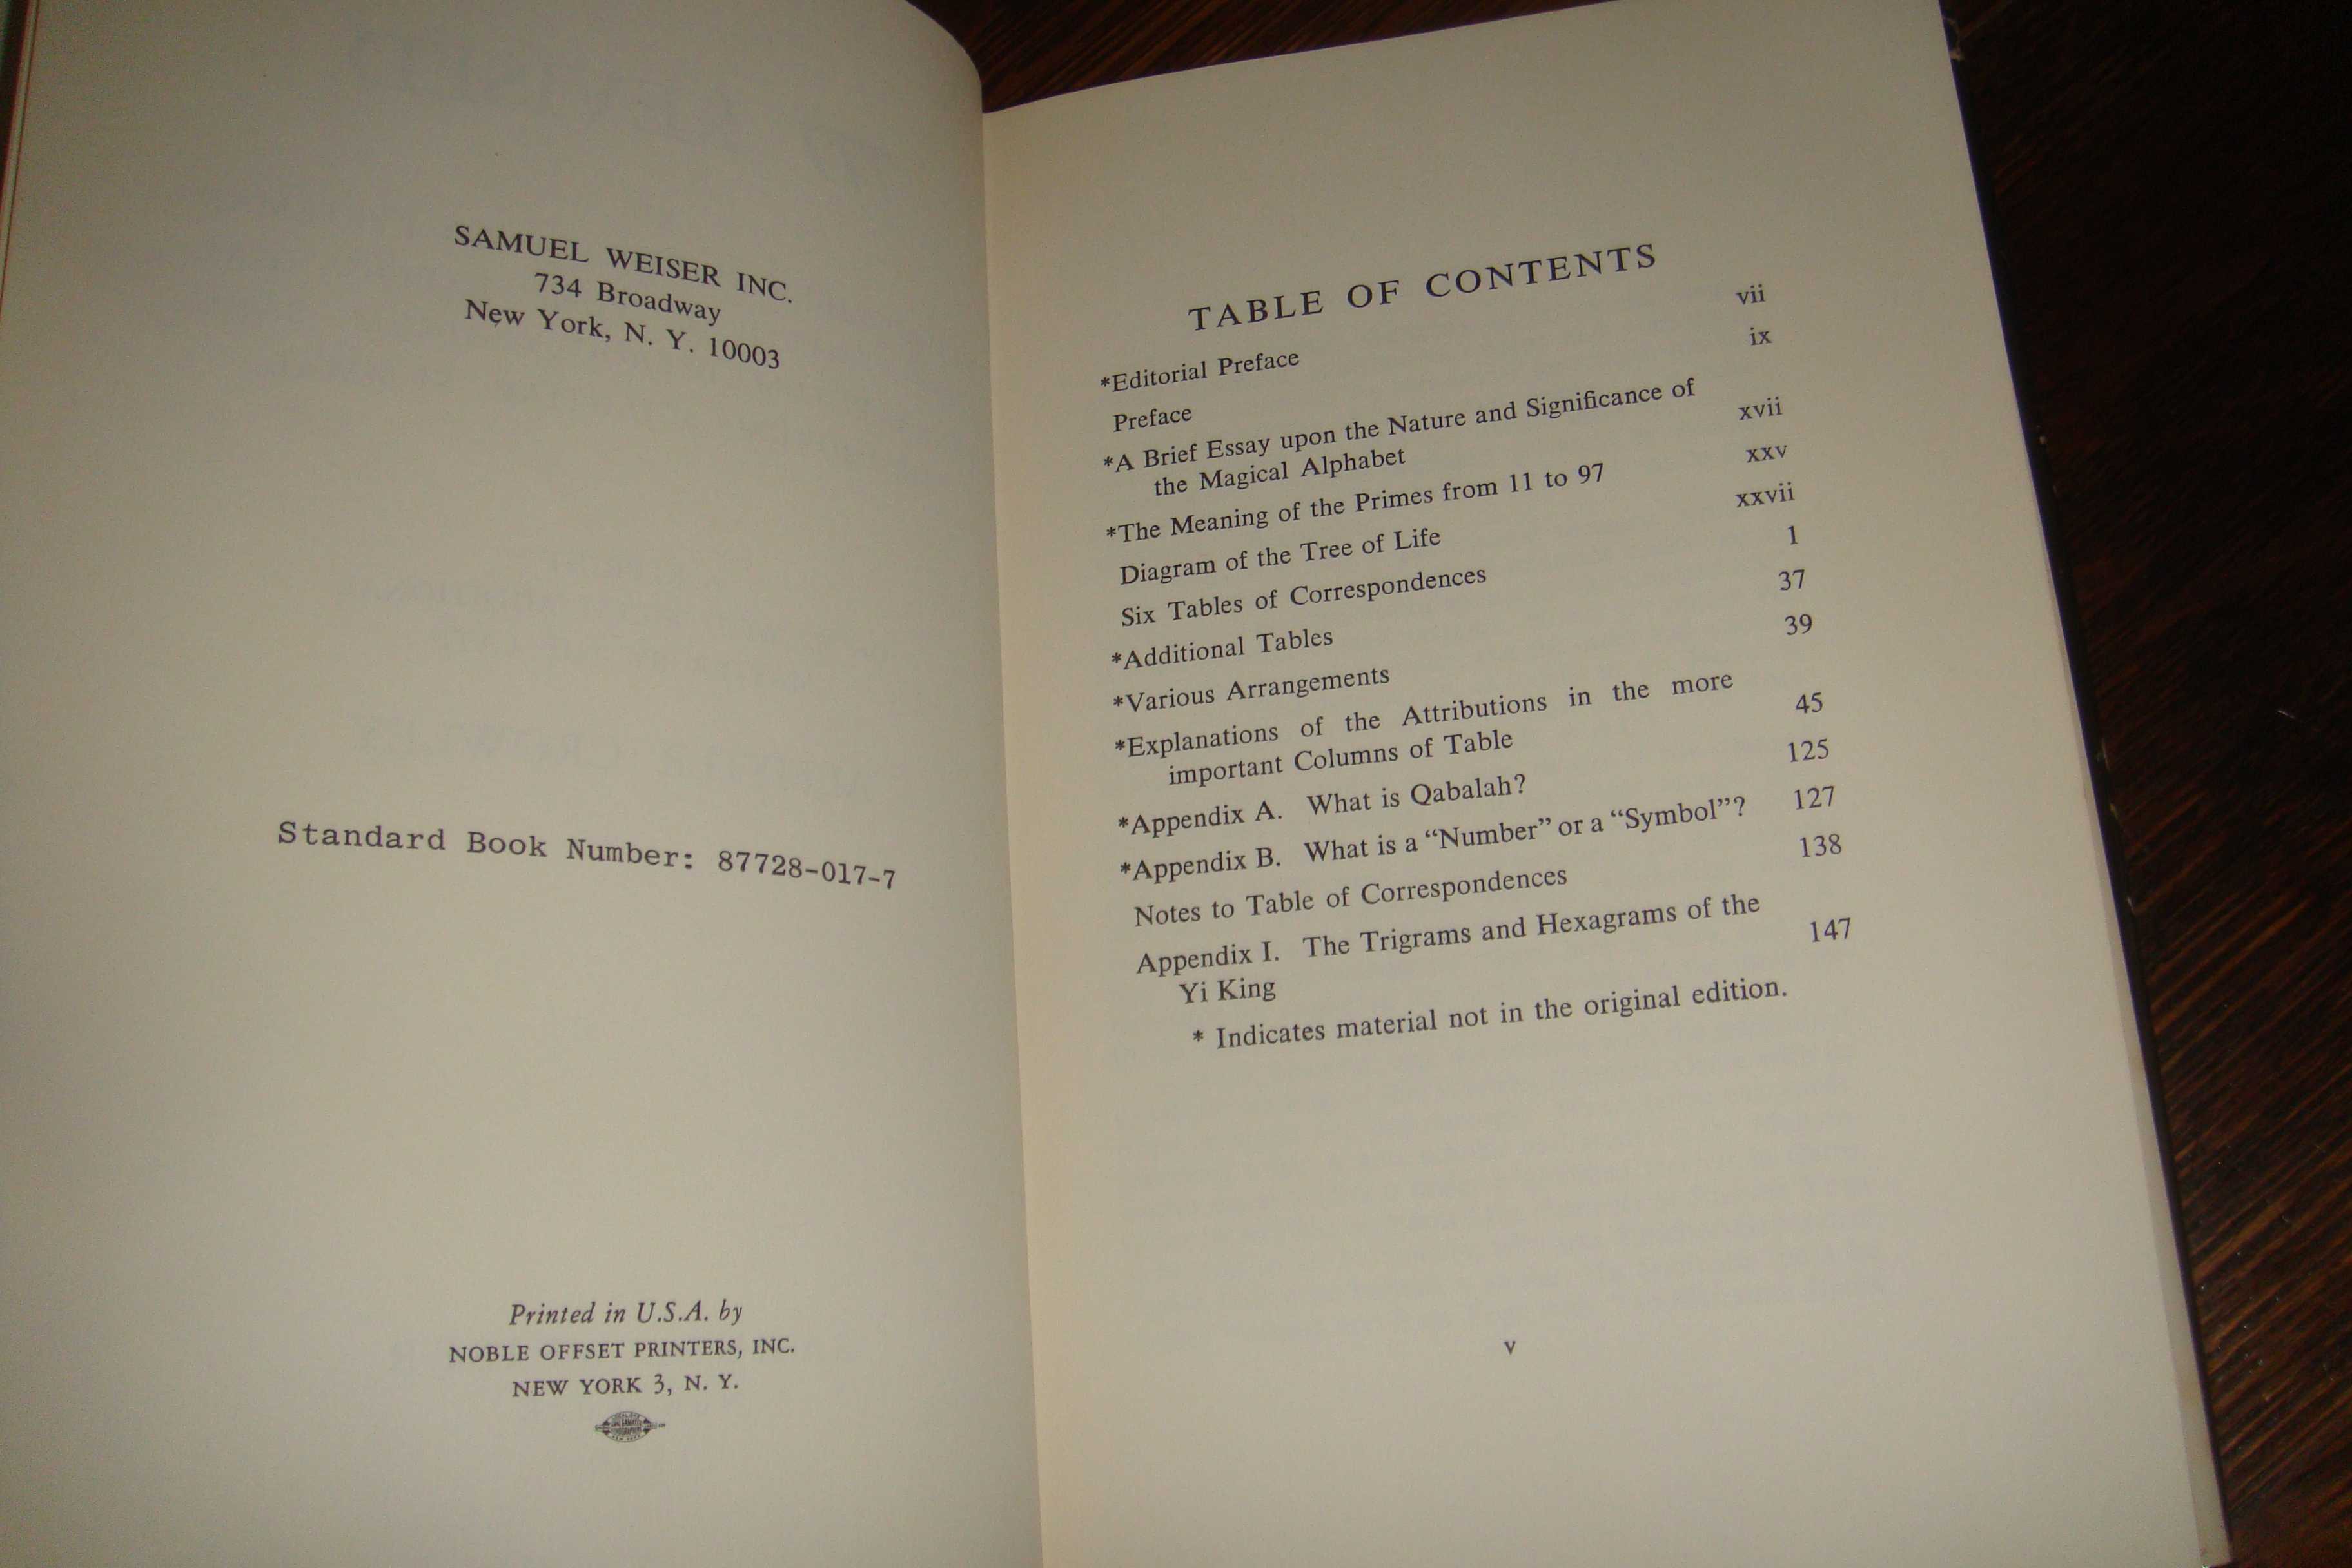 SAMUEL WEISER INC.
734 Broadway
New York, N. Y. 10003
Standard Book Number: 87728-017-7
Printed in U.S.A. by
NOBLE OFFSET PRINTERS, INC.
NEW YORK 3, N. Y.
TABLE OF CONTENTS
*Editorial Preface vii
Preface ix
*A Brief Essay upon the Nature and Significance of
the Magical Alphabet xvii
*The Meaning of the Primes from 11 to 97 xxv
Diagram of the Tree of Life xxvii
Six Tables of Correspondences 1
*Additional Tables 37
*Various Arrangements 39
*Explanations of the Attributions in the more
important Columns of Table 45
*Appendix A. What is Qabalah? 125
*Appendix B. What is a “Number” or a “Symbol”? 127
Notes to Table of Correspondences 138
Appendix I. The Trigrams and Hexagrams of the
Yi King 147
* Indicates material not in the original edition.
v